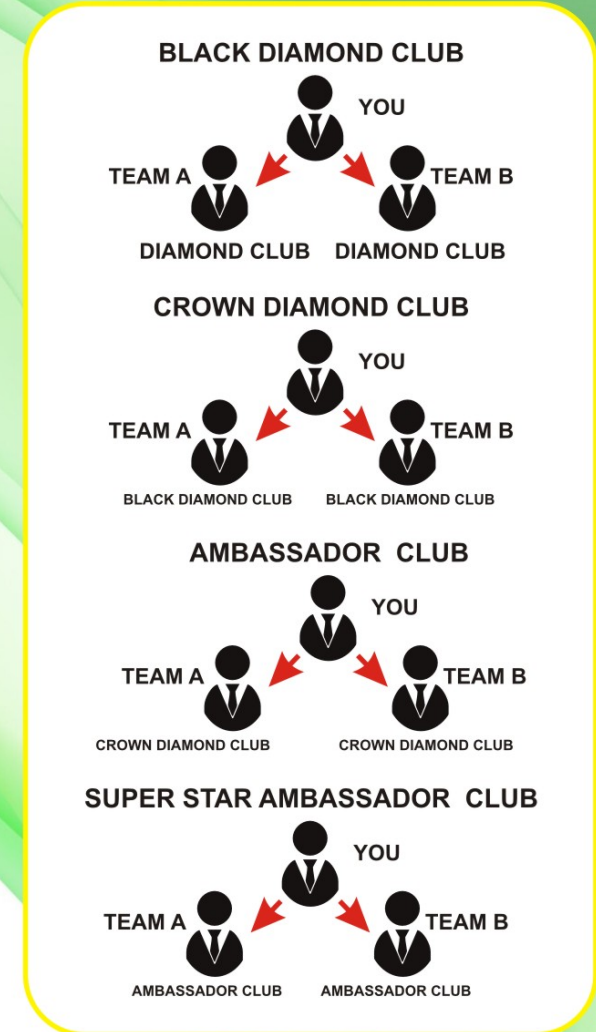 BLACK DIAMOND CLUB
YOU
TEAM A TEAM B
DIAMOND CLUB DIAMOND CLUB
CROWN DIAMOND CLUB
YOU
TEAM A TEAM B
BLACK DIAMOND CLUB BLACK DIAMOND CLUB
AMBASSADOR CLUB
YOU
TEAM A TEAM B
CROWN DIAMOND CLUB CROWN DIAMOND CLUB
SUPER STAR AMBASSADOR CLUB
YOU
TEAM A TEAM B
AMBASSADOR CLUB AMBASSADOR CLUB